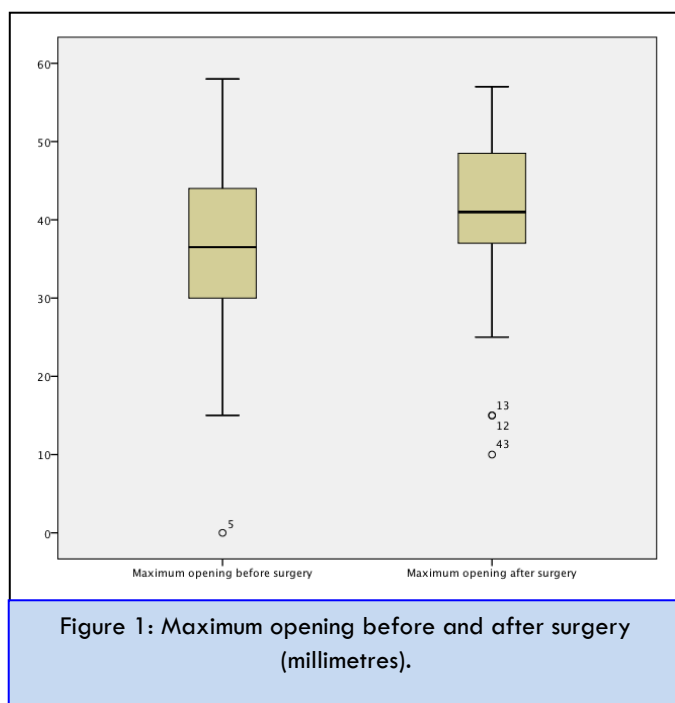 60
50
40
30
20
10
0
13
12
43
5
Maximum opening before surgery
Maximum opening after surgery
Figure 1: Maximum opening before and after surgery
(millimetres).